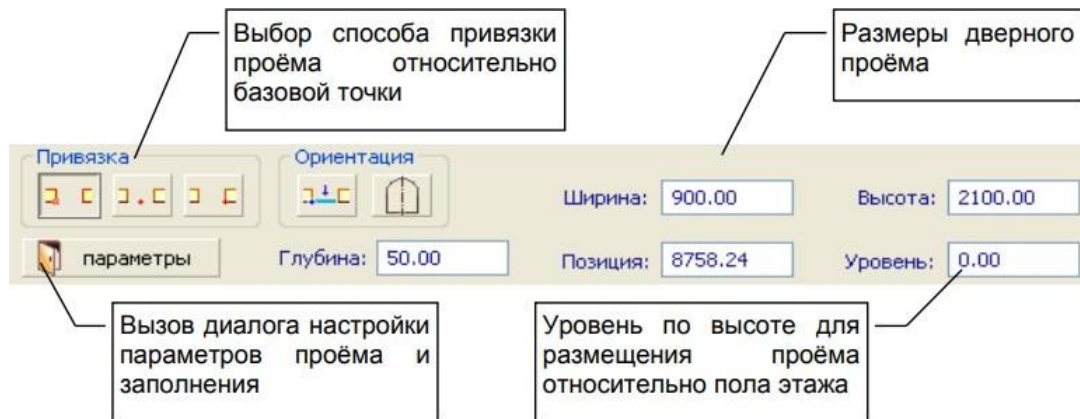 Выбор способа привязки
проёма относительно
базовой точки
Размеры дверного
проёма
Привязка
Ориентация
Ширина: 900.00
Высота: 2100.00
параметры
Глубина: 50.00
Позиция: 8758.24
Уровень: 0.00
Вызов диалога настройки
параметров проёма и
заполнения
Уровень по высоте для
размещения проёма
относительно пола этажа